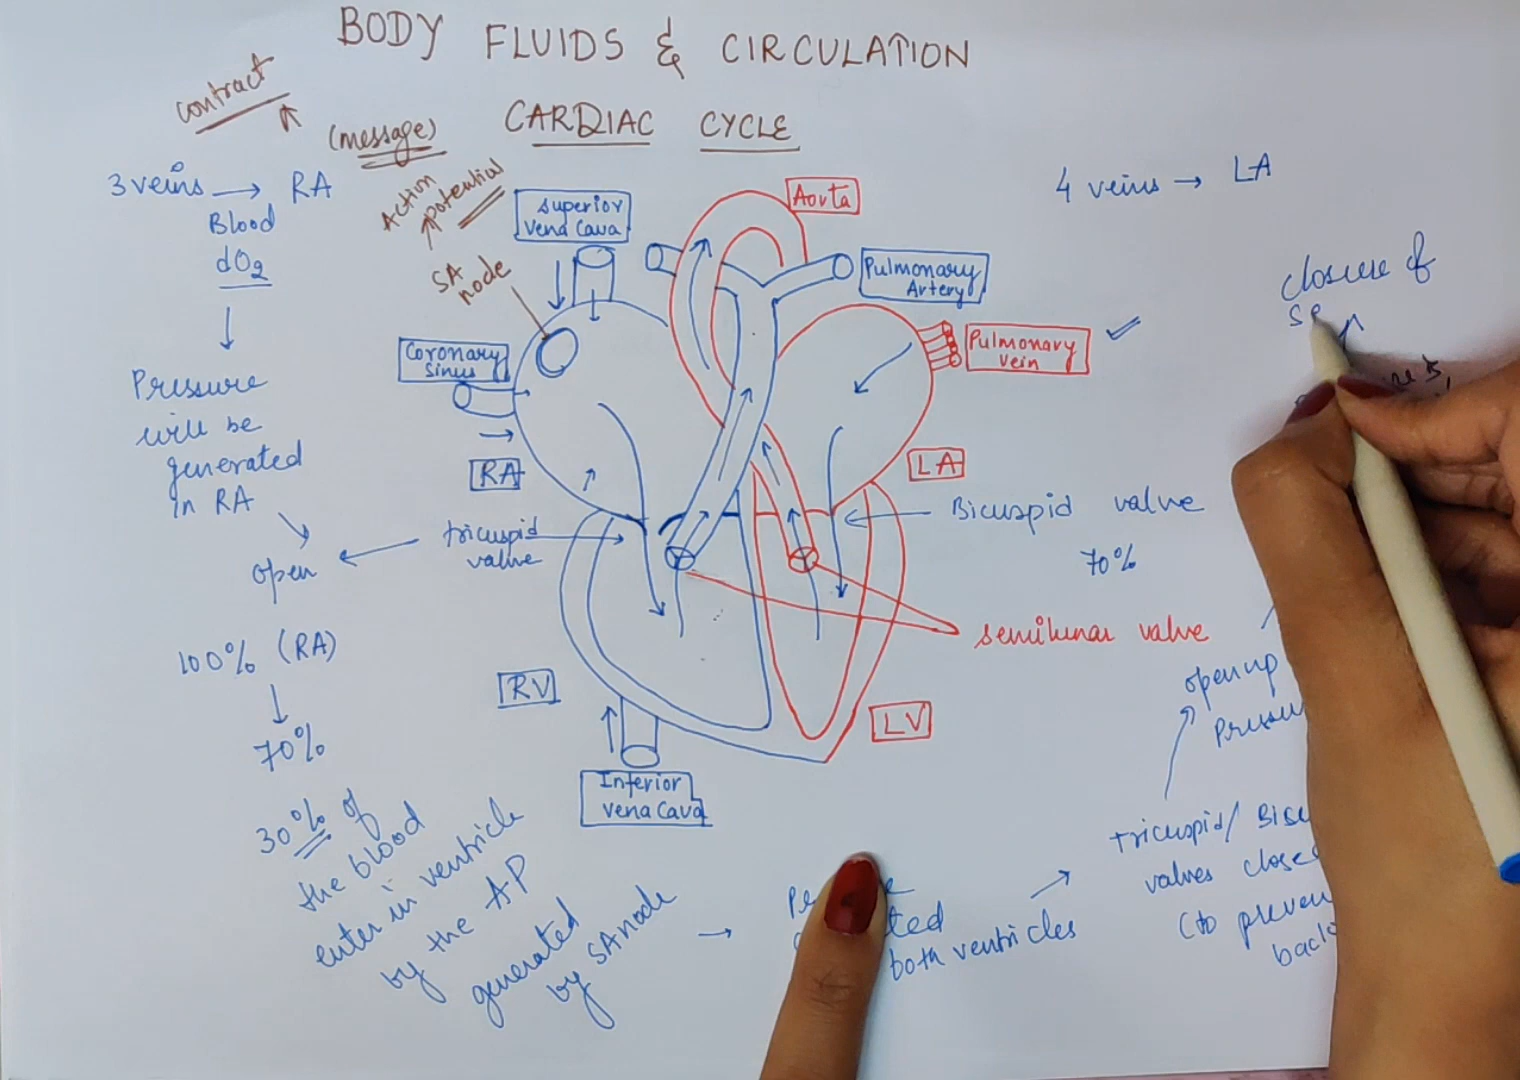 BODY FLUIDS & CIRCULATION
CARDIAC CYCLE
contract
(message)
Action
potential
SA
node
3 veins → RA
Blood
dO2
Pressure
will be
generated
in RA
open
100% (RA)
70%
30% of
the blood
enter in ventricle
by the AP
generated
by SA node
Superior
Vena Cava
Aorta
Pulmonary
Artery
Pulmonary
Vein
Coronary
Sinus
RA
LA
tricuspid
valve
Bicuspid valve
70%
semilunar valve
RV
LV
Inferior
Vena Cava
4 veins → LA
closure of
open up
tricuspid/
valves
(to
both ventricles